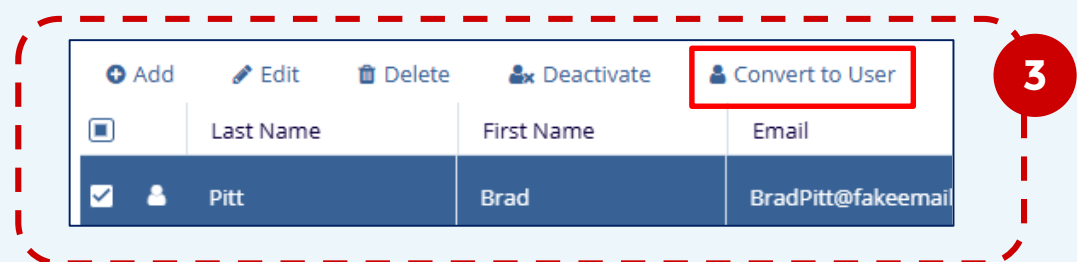 Add Edit Delete Deactivate Convert to User
3
Last Name First Name Email
Pitt Brad BradPitt@fakeemail